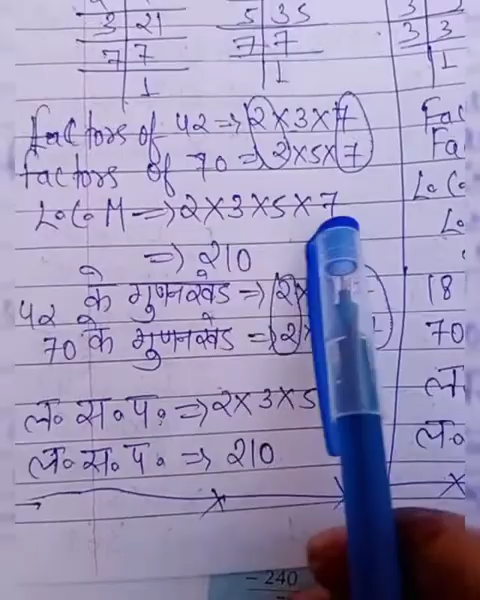 3 21
7 7
1
5 35
7 7
1
3 3
1
Factors of 42 => 2×3×7
Factors of 70 => 2×5×7
L.C.M => 2×3×5×7
=> 210
42 के गुणनखंड => 2×
70 के गुणनखंड => 2×
ल. स. प. => 2×3×5
ल. स. प. => 210
Fac
Fa
L.C
L.
18
70
ल
ल.
-240